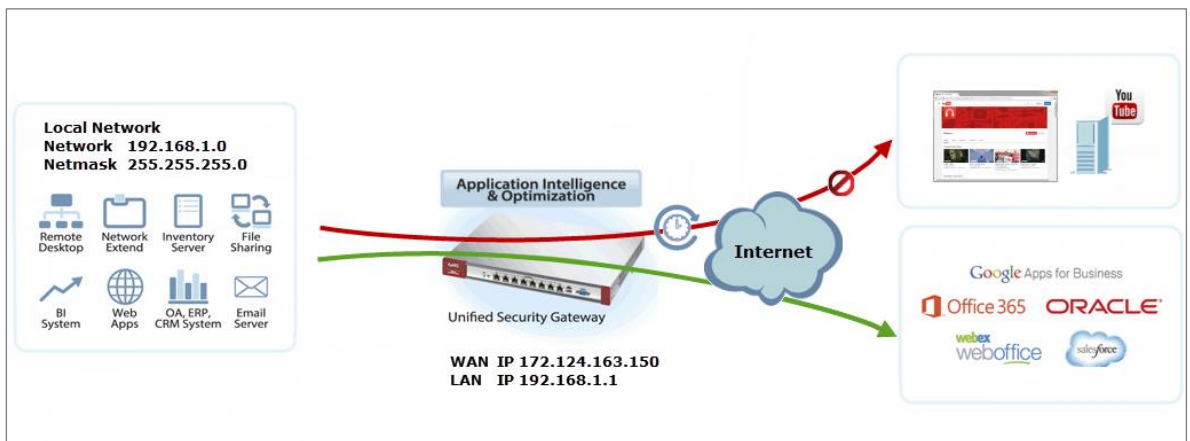 Local Network
Network 192.168.1.0
Netmask 255.255.255.0
Remote Desktop
Network Extend
Inventory Server
File Sharing
BI System
Web Apps
OA, ERP, CRM System
Email Server
Application Intelligence
& Optimization
Unified Security Gateway
WAN IP 172.124.163.150
LAN IP 192.168.1.1
Internet
You
Tube
Google Apps for Business
Office 365
ORACLE
webex
weboffice
salesforce